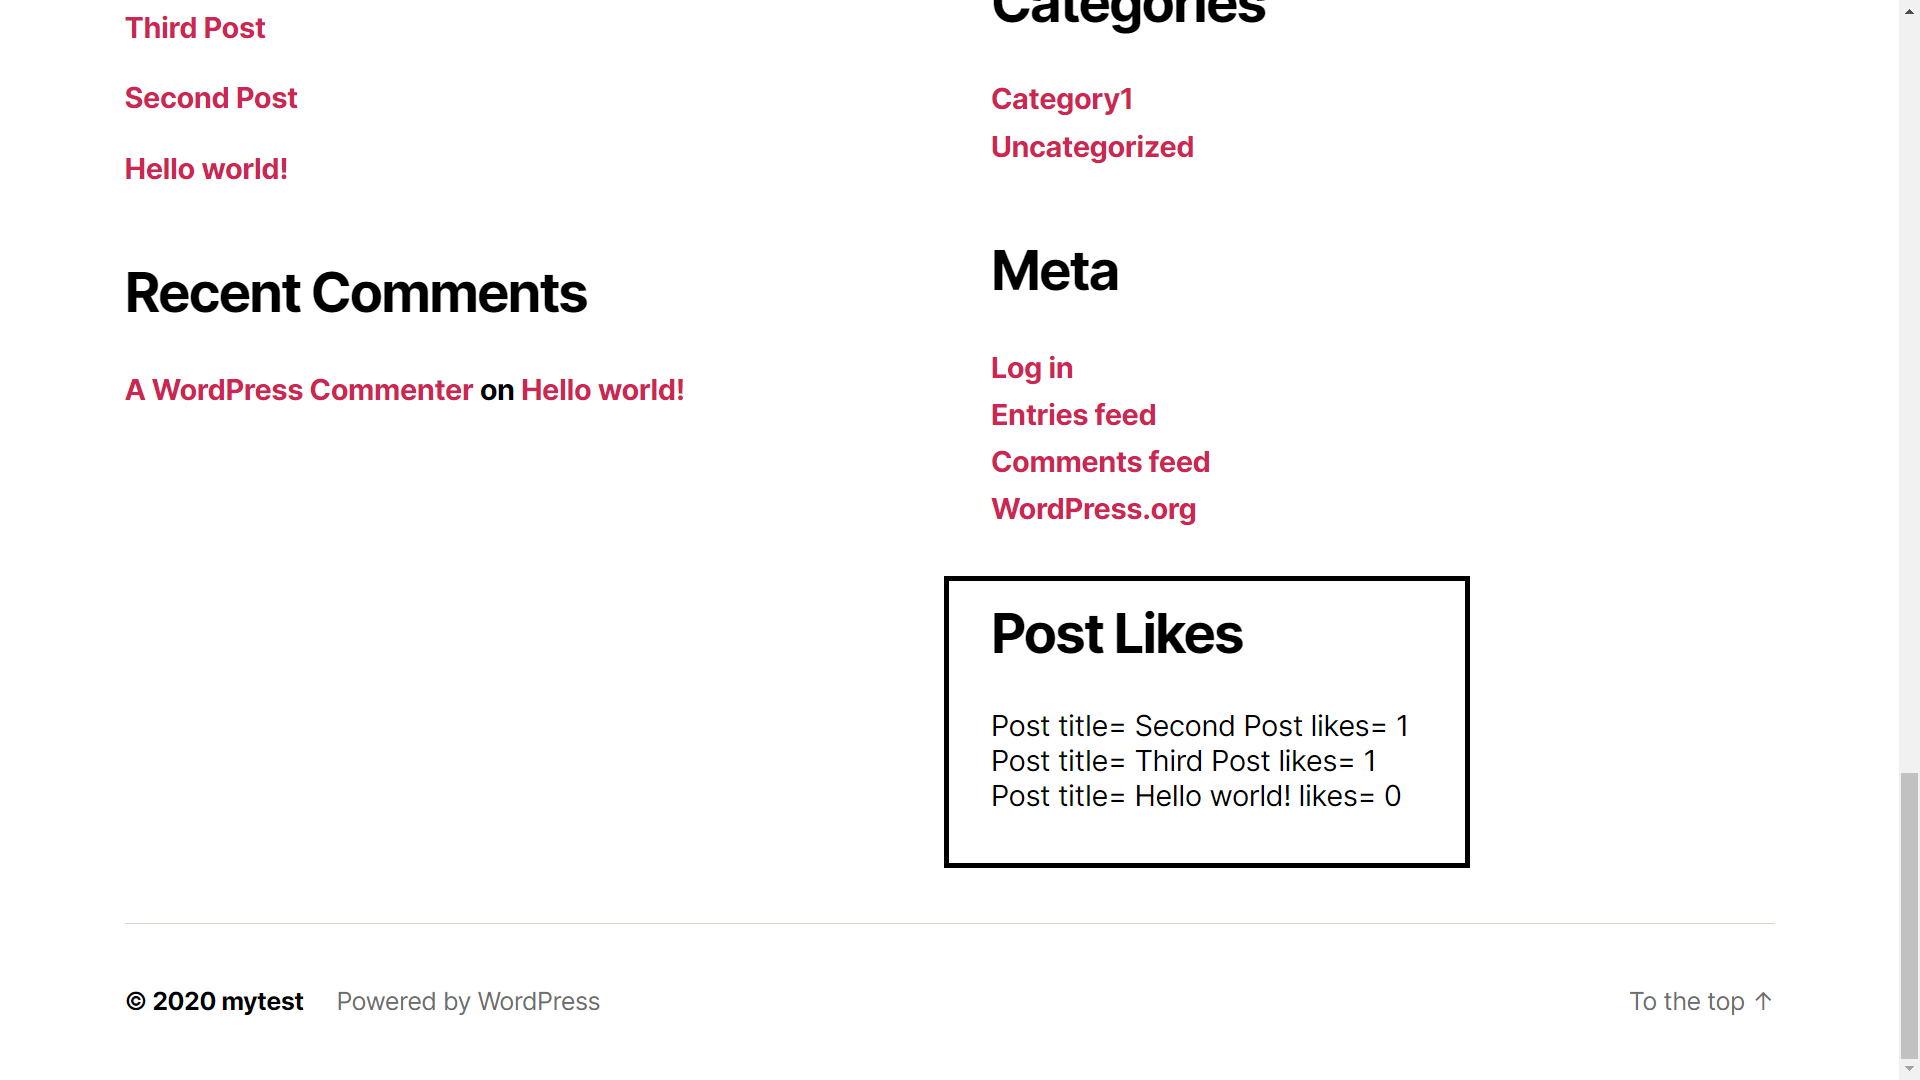 Third Post
Second Post
Hello world!
Recent Comments
A WordPress Commenter on Hello world!
Categories
Category1
Uncategorized
Meta
Log in
Entries feed
Comments feed
WordPress.org
Post Likes
Post title= Second Post likes= 1
Post title= Third Post likes= 1
Post title= Hello world! likes= 0
© 2020 mytest Powered by WordPress
To the top ↑